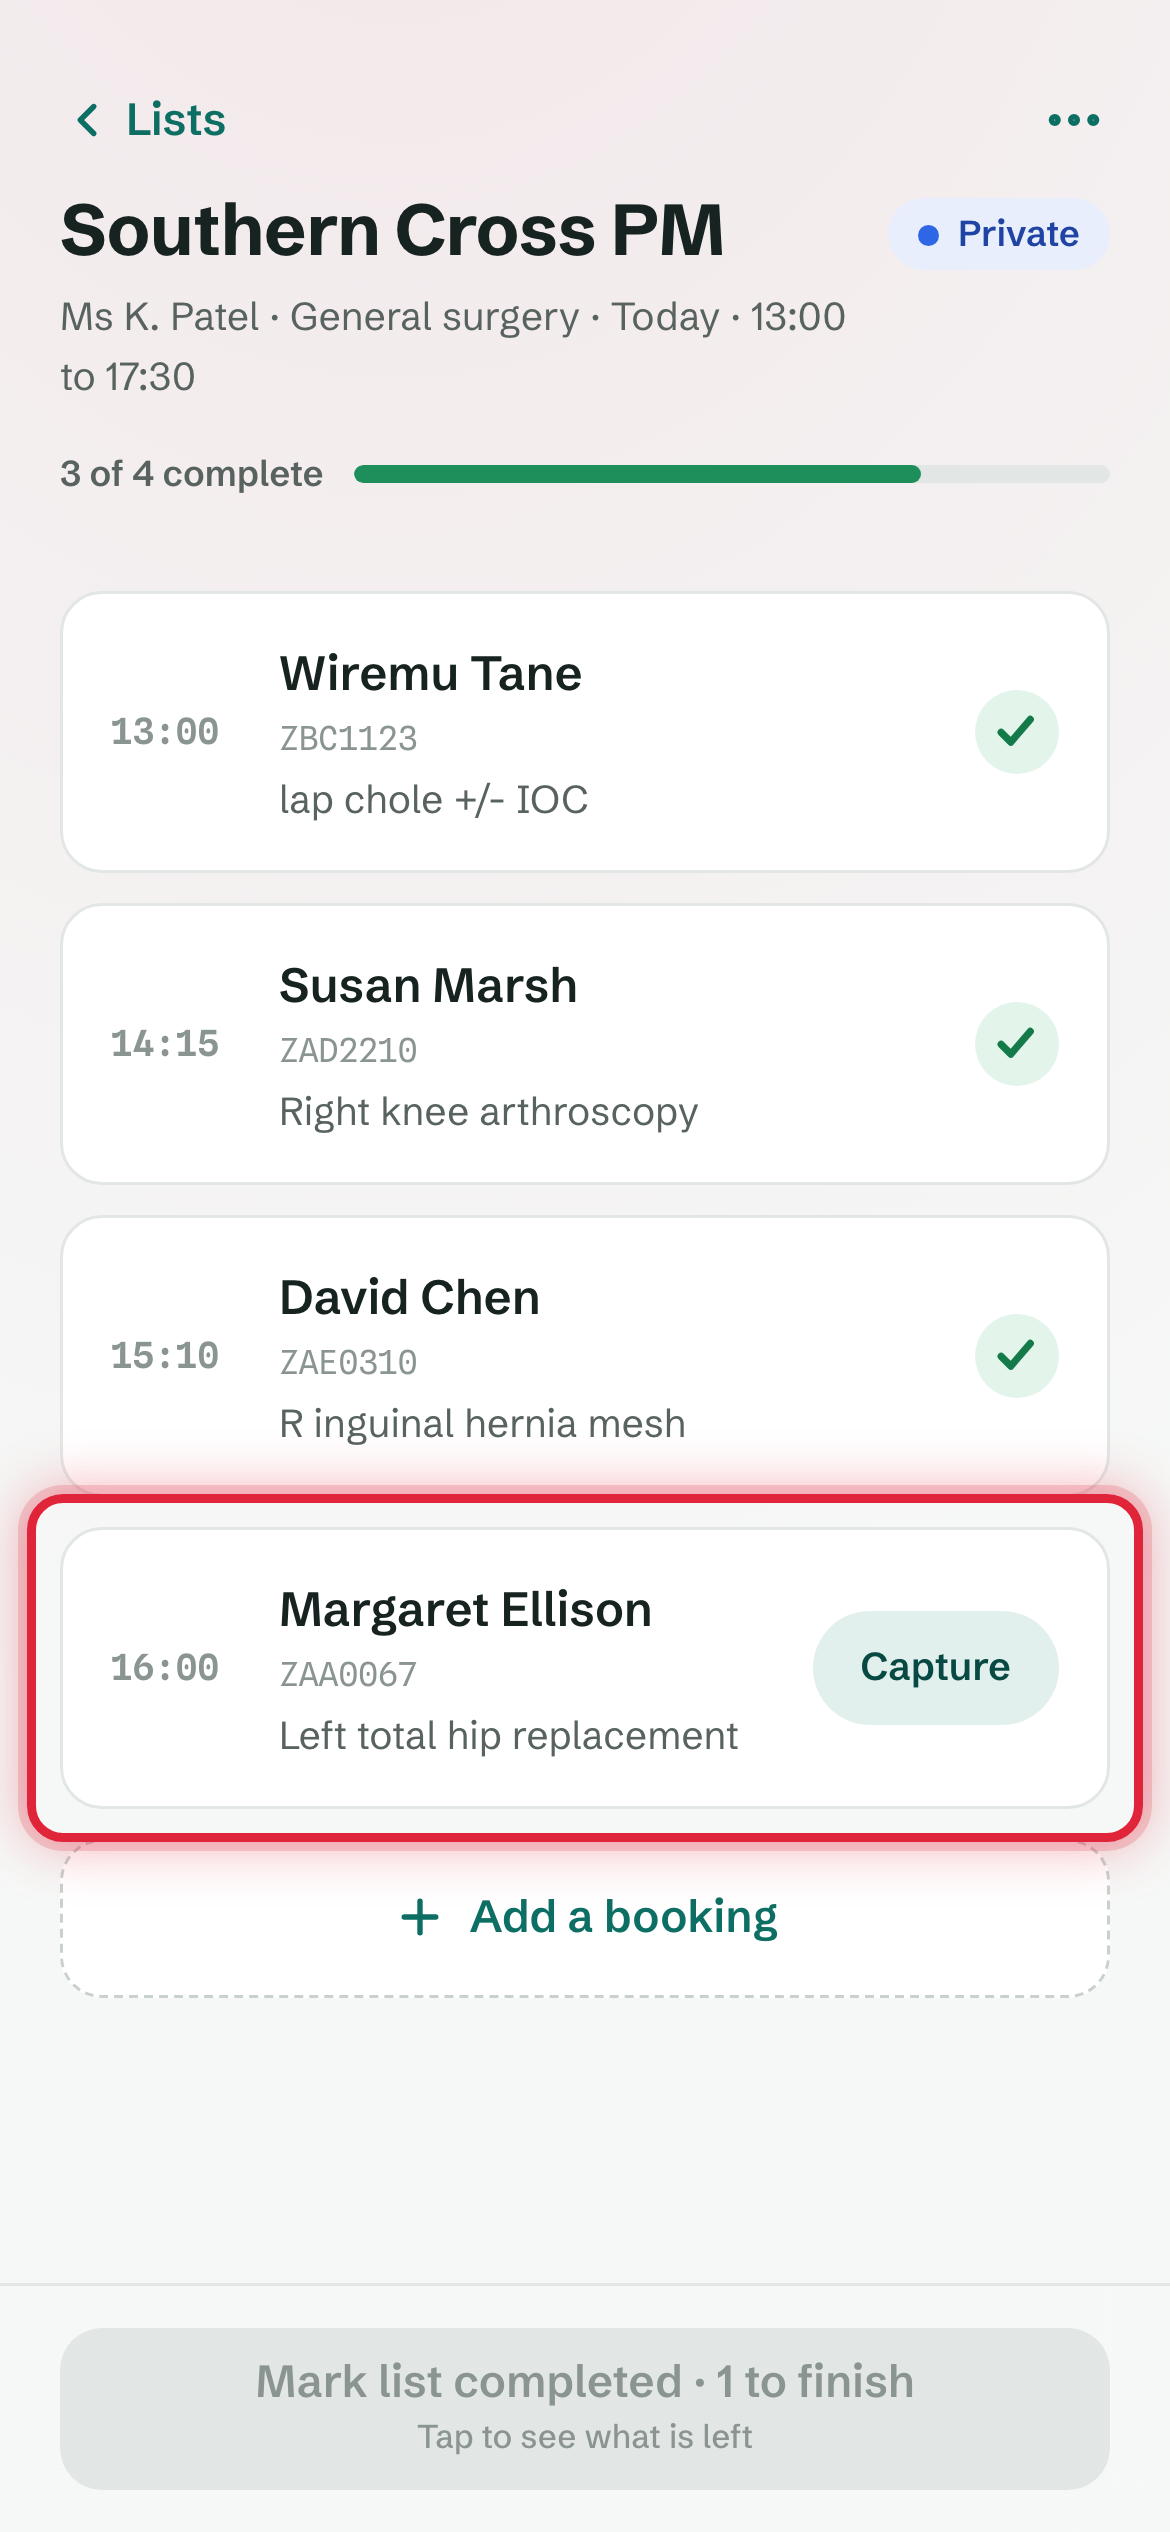 Lists
Southern Cross PM
Private
Ms K. Patel · General surgery · Today · 13:00
to 17:30
3 of 4 complete
Wiremu Tane
13:00
ZBC1123
lap chole +/- IOC
Susan Marsh
14:15
ZAD2210
Right knee arthroscopy
David Chen
15:10
ZAE0310
R inguinal hernia mesh
Margaret Ellison
16:00
ZAA0067
Capture
Left total hip replacement
+ Add a booking
Mark list completed · 1 to finish
Tap to see what is left